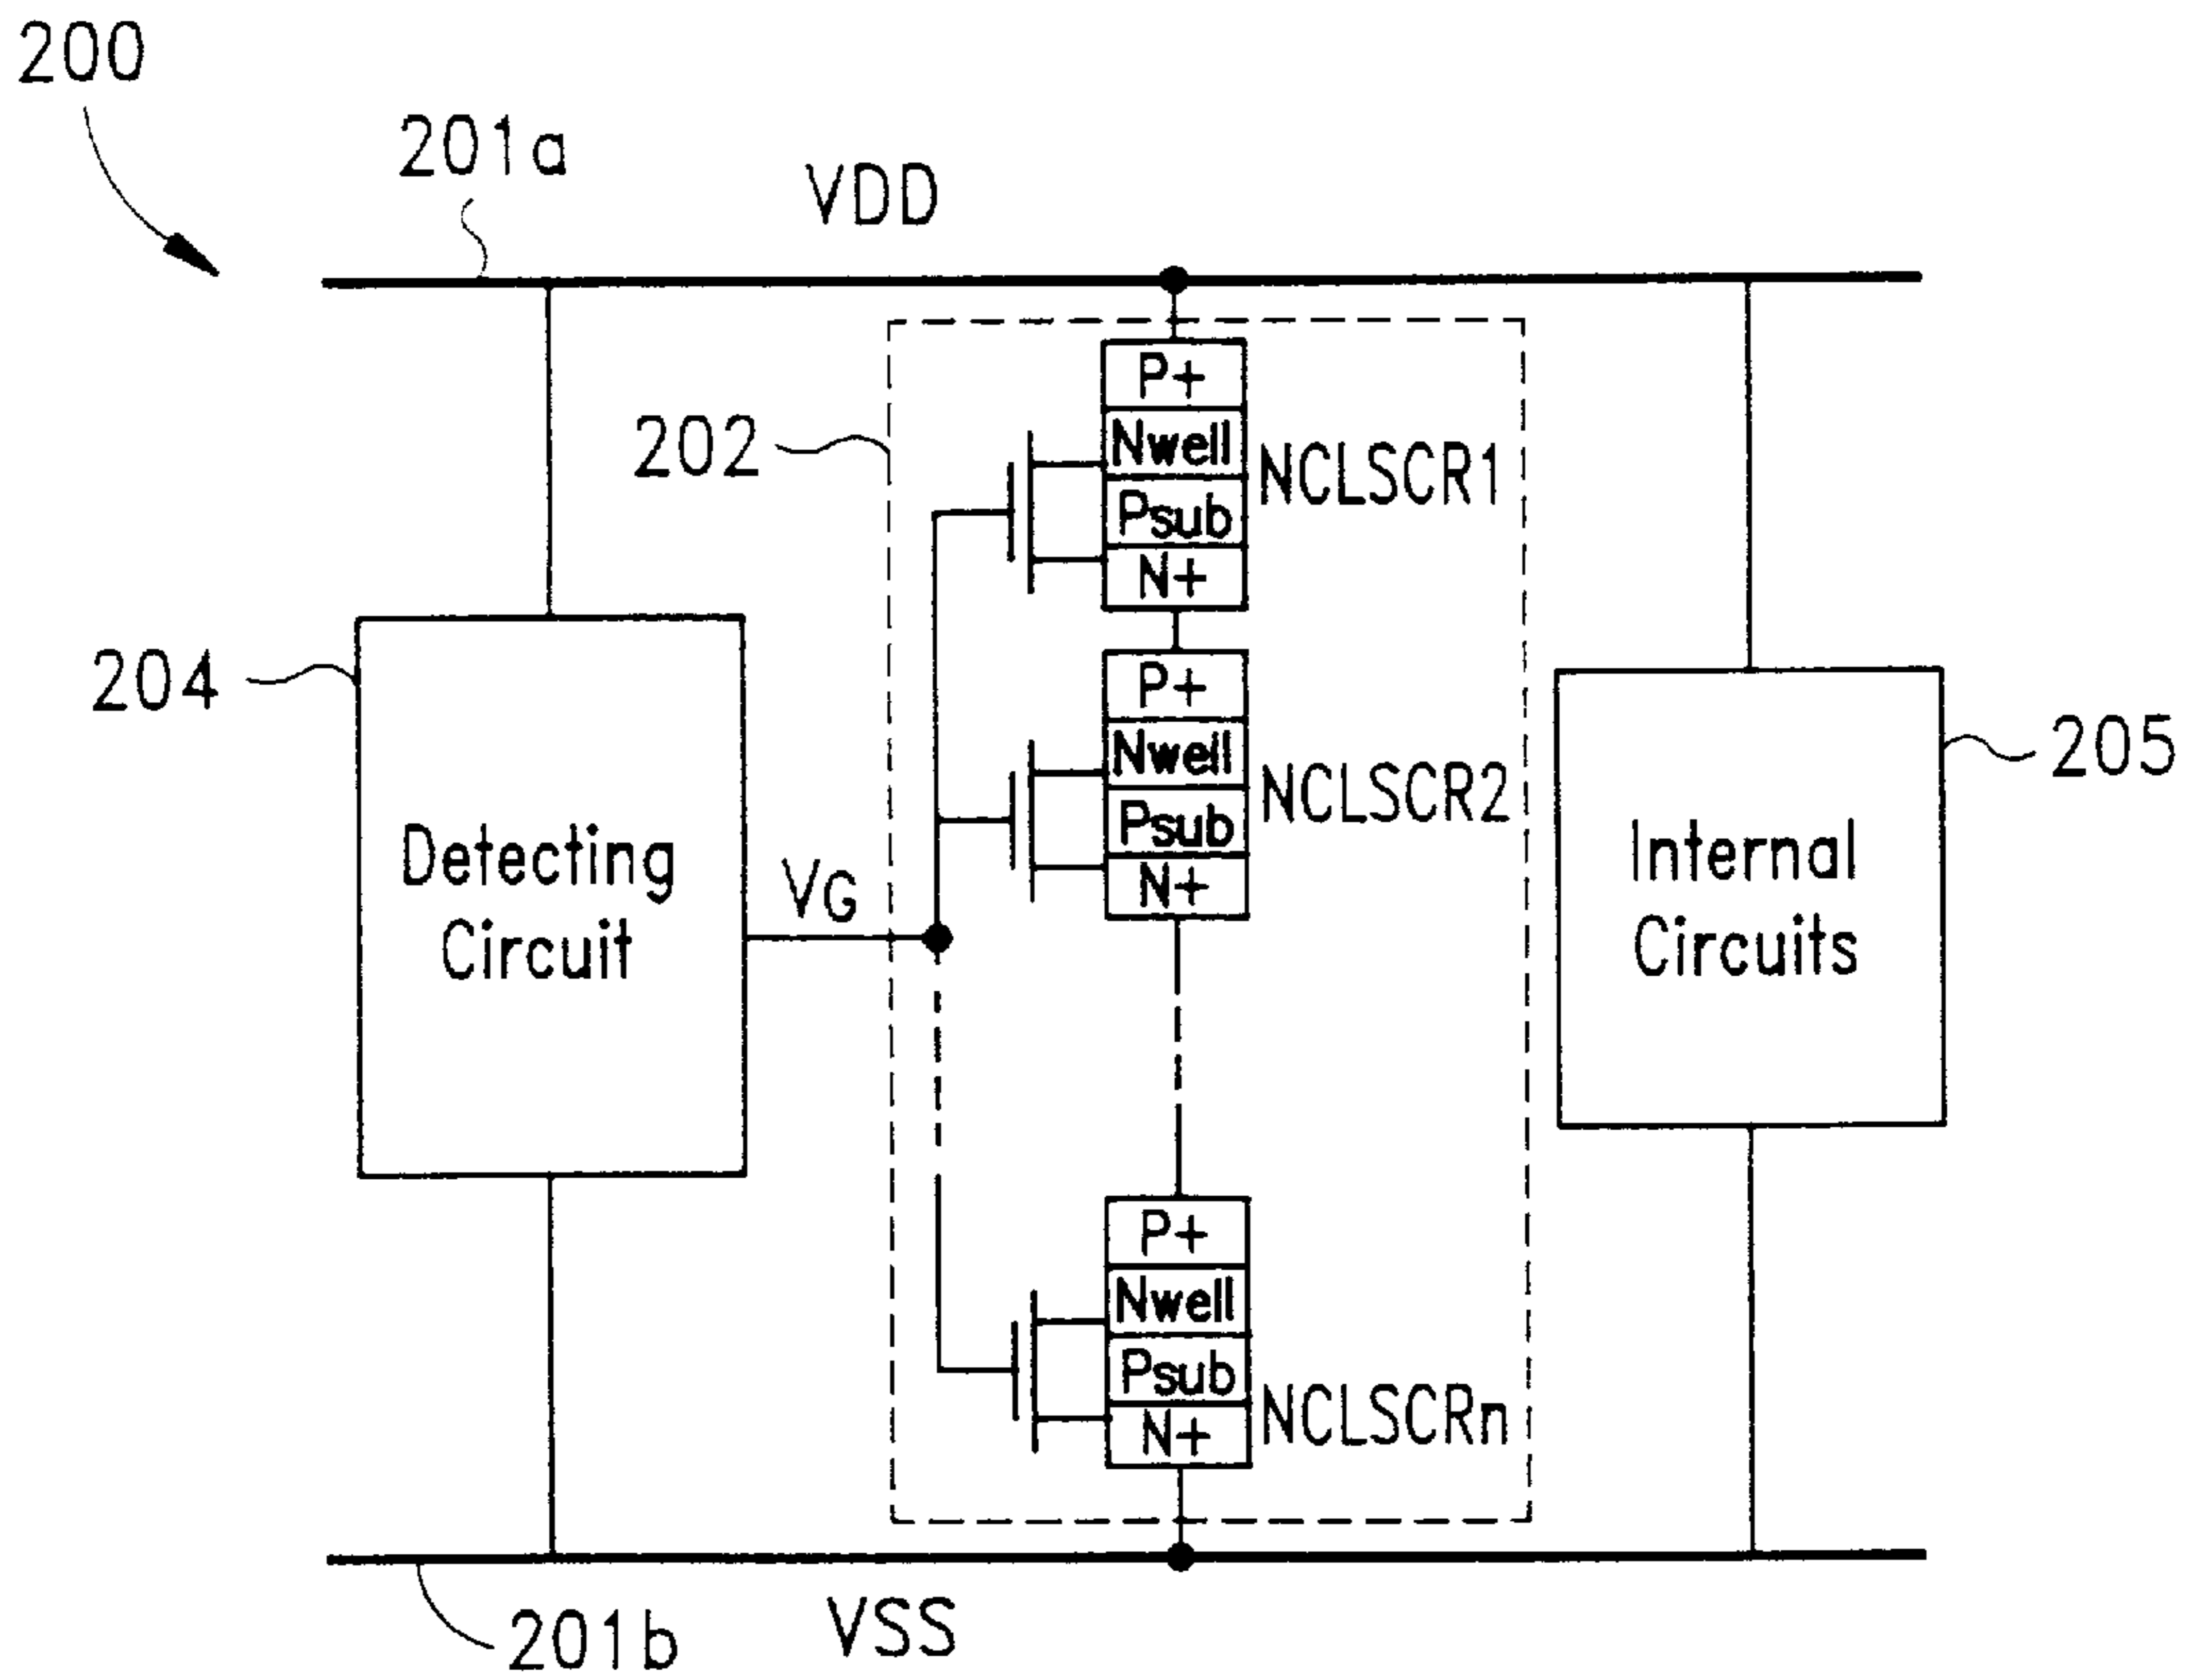 200
201a
VDD
P+
202
Nwell
NCLSCR1
Psub
N+
204
P+
Nwell
NCLSCR2
Psub
N+
205
Detecting
Circuit
VG
Internal
Circuits
P+
Nwell
Psub
NCLSCRn
N+
201b
VSS